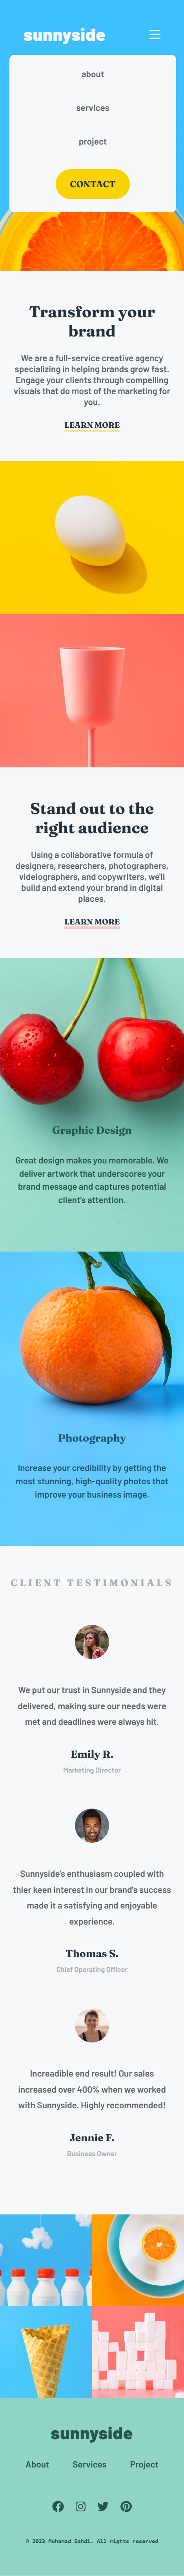 sunnyside
about
services
project
CONTACT
Transform your
brand
We are a full-service creative agency
specializing in helping brands grow fast.
Engage your clients through compelling
visuals that do most of the marketing for
you.
LEARN MORE
Stand out to the
right audience
Using a collaborative formula of
designers, researchers, photographers,
videiographers, and copywriters, we'll
build and extend your brand in digital
places.
LEARN MORE
Graphic Design
Great design makes you memorable. We
deliver artwork that underscores your
brand message and captures potential
client's attention.
Photography
Increase your credibility by getting the
most stunning, high-quality photos that
improve your business image.
CLIENT TESTIMONIALS
We put our trust in Sunnyside and they
delivered, making sure our needs were
met and deadlines were always hit.
Emily R.
Marketing Director
Sunnyside's enthusiasm coupled with
thier keen interest in our brand's success
made it a satisfying and enjoyable
experience.
Thomas S.
Chief Operating Officer
Increadible end result! Our sales
increased over 400% when we worked
with Sunnyside. Highly recommended!
Jennie F.
Business Owner
sunnyside
About Services Project
© 2023 Muhamad Sahdi. All rights reserved